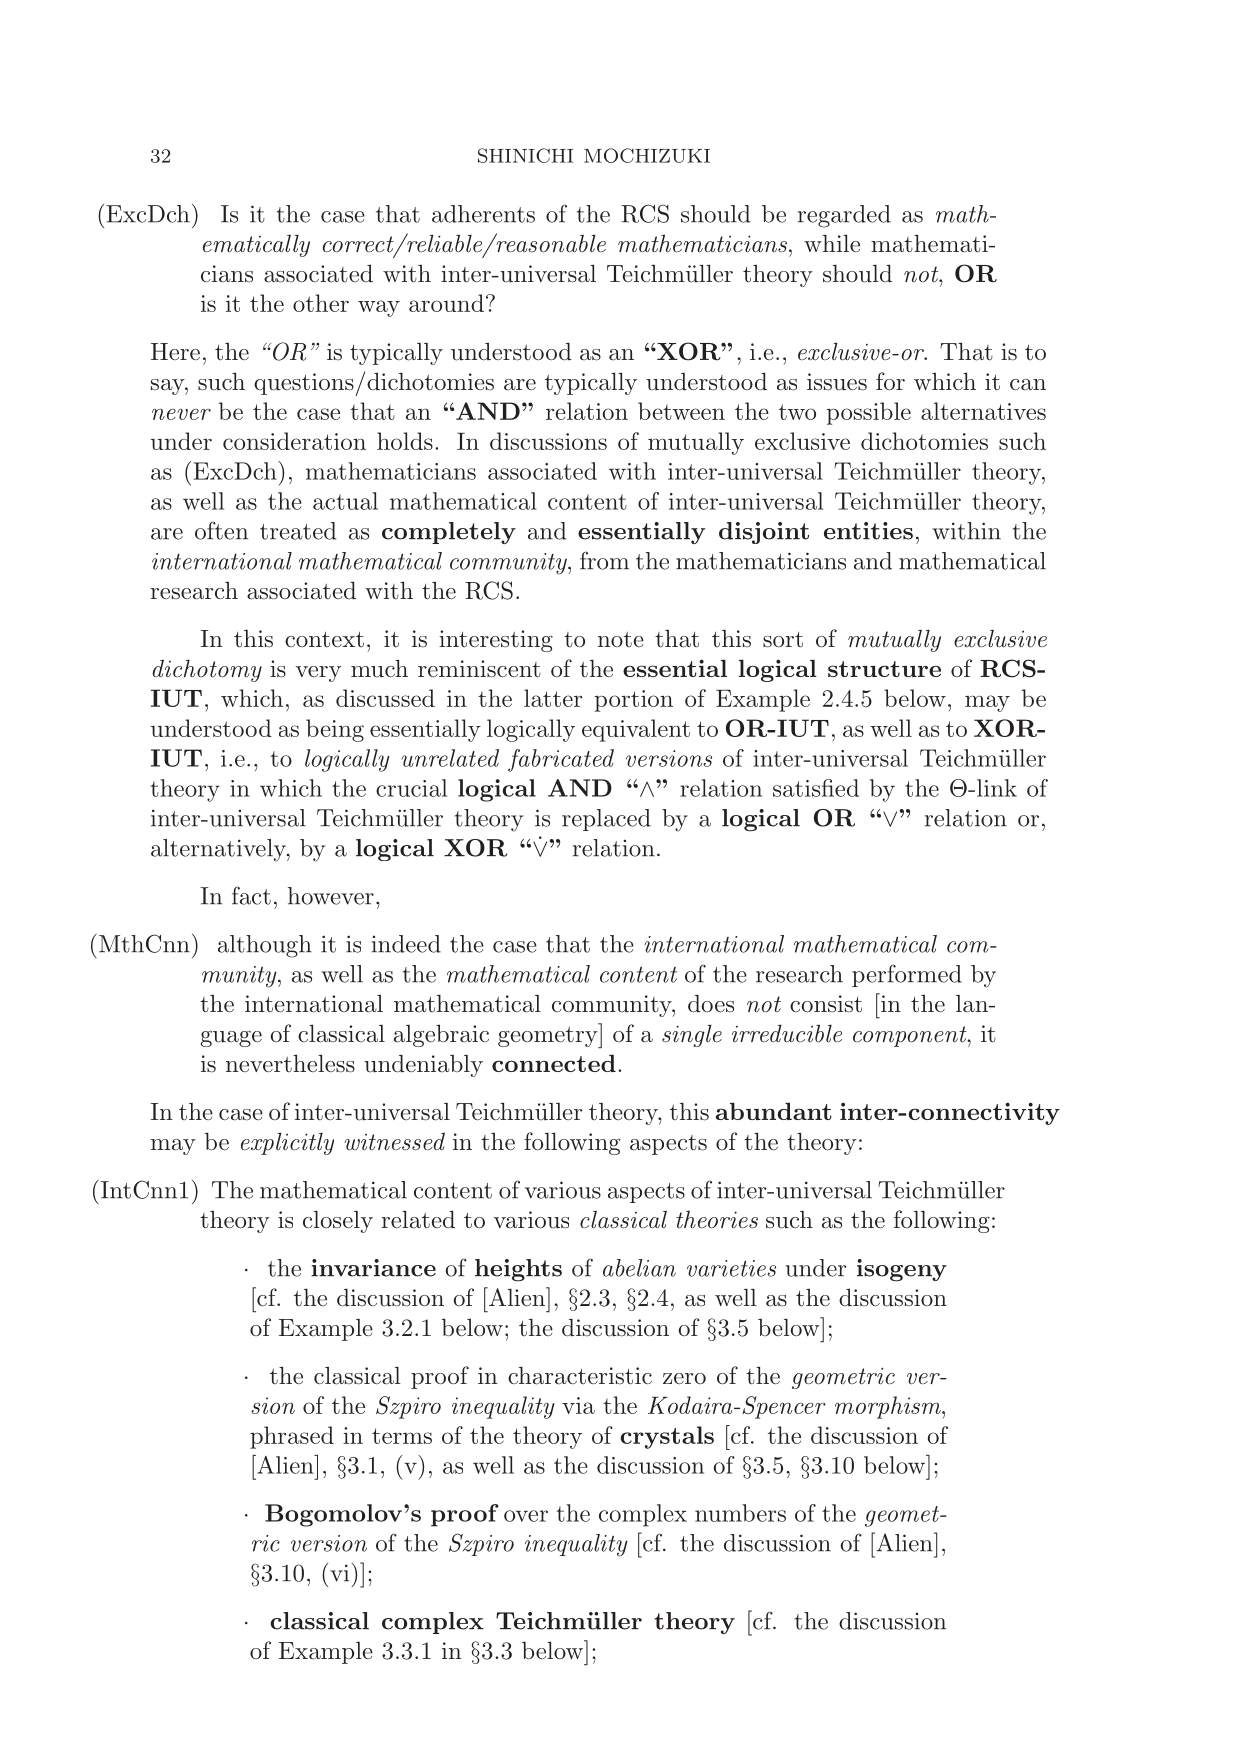 32 SHINICHI MOCHIZUKI
(ExcDch) Is it the case that adherents of the RCS should be regarded as math-
ematically correct/reliable/reasonable mathematicians, while mathemati-
cians associated with inter-universal Teichmüller theory should not, OR
is it the other way around?
Here, the “OR” is typically understood as an “XOR”, i.e., exclusive-or. That is to
say, such questions/dichotomies are typically understood as issues for which it can
never be the case that an “AND” relation between the two possible alternatives
under consideration holds. In discussions of mutually exclusive dichotomies such
as (ExcDch), mathematicians associated with inter-universal Teichmüller theory,
as well as the actual mathematical content of inter-universal Teichmüller theory,
are often treated as completely and essentially disjoint entities, within the
international mathematical community, from the mathematicians and mathematical
research associated with the RCS.
In this context, it is interesting to note that this sort of mutually exclusive
dichotomy is very much reminiscent of the essential logical structure of RCS-
IUT, which, as discussed in the latter portion of Example 2.4.5 below, may be
understood as being essentially logically equivalent to OR-IUT, as well as to XOR-
IUT, i.e., to logically unrelated fabricated versions of inter-universal Teichmüller
theory in which the crucial logical AND “∧” relation satisfied by the Θ-link of
inter-universal Teichmüller theory is replaced by a logical OR “∨” relation or,
alternatively, by a logical XOR “∨̇” relation.
In fact, however,
(MthCnn) although it is indeed the case that the international mathematical com-
munity, as well as the mathematical content of the research performed by
the international mathematical community, does not consist [in the lan-
guage of classical algebraic geometry] of a single irreducible component, it
is nevertheless undeniably connected.
In the case of inter-universal Teichmüller theory, this abundant inter-connectivity
may be explicitly witnessed in the following aspects of the theory:
(IntCnn1) The mathematical content of various aspects of inter-universal Teichmüller
theory is closely related to various classical theories such as the following:
· the invariance of heights of abelian varieties under isogeny
[cf. the discussion of [Alien], §2.3, §2.4, as well as the discussion
of Example 3.2.1 below; the discussion of §3.5 below];
· the classical proof in characteristic zero of the geometric ver-
sion of the Szpiro inequality via the Kodaira-Spencer morphism,
phrased in terms of the theory of crystals [cf. the discussion of
[Alien], §3.1, (v), as well as the discussion of §3.5, §3.10 below];
· Bogomolov’s proof over the complex numbers of the geomet-
ric version of the Szpiro inequality [cf. the discussion of [Alien],
§3.10, (vi)];
· classical complex Teichmüller theory [cf. the discussion
of Example 3.3.1 in §3.3 below];